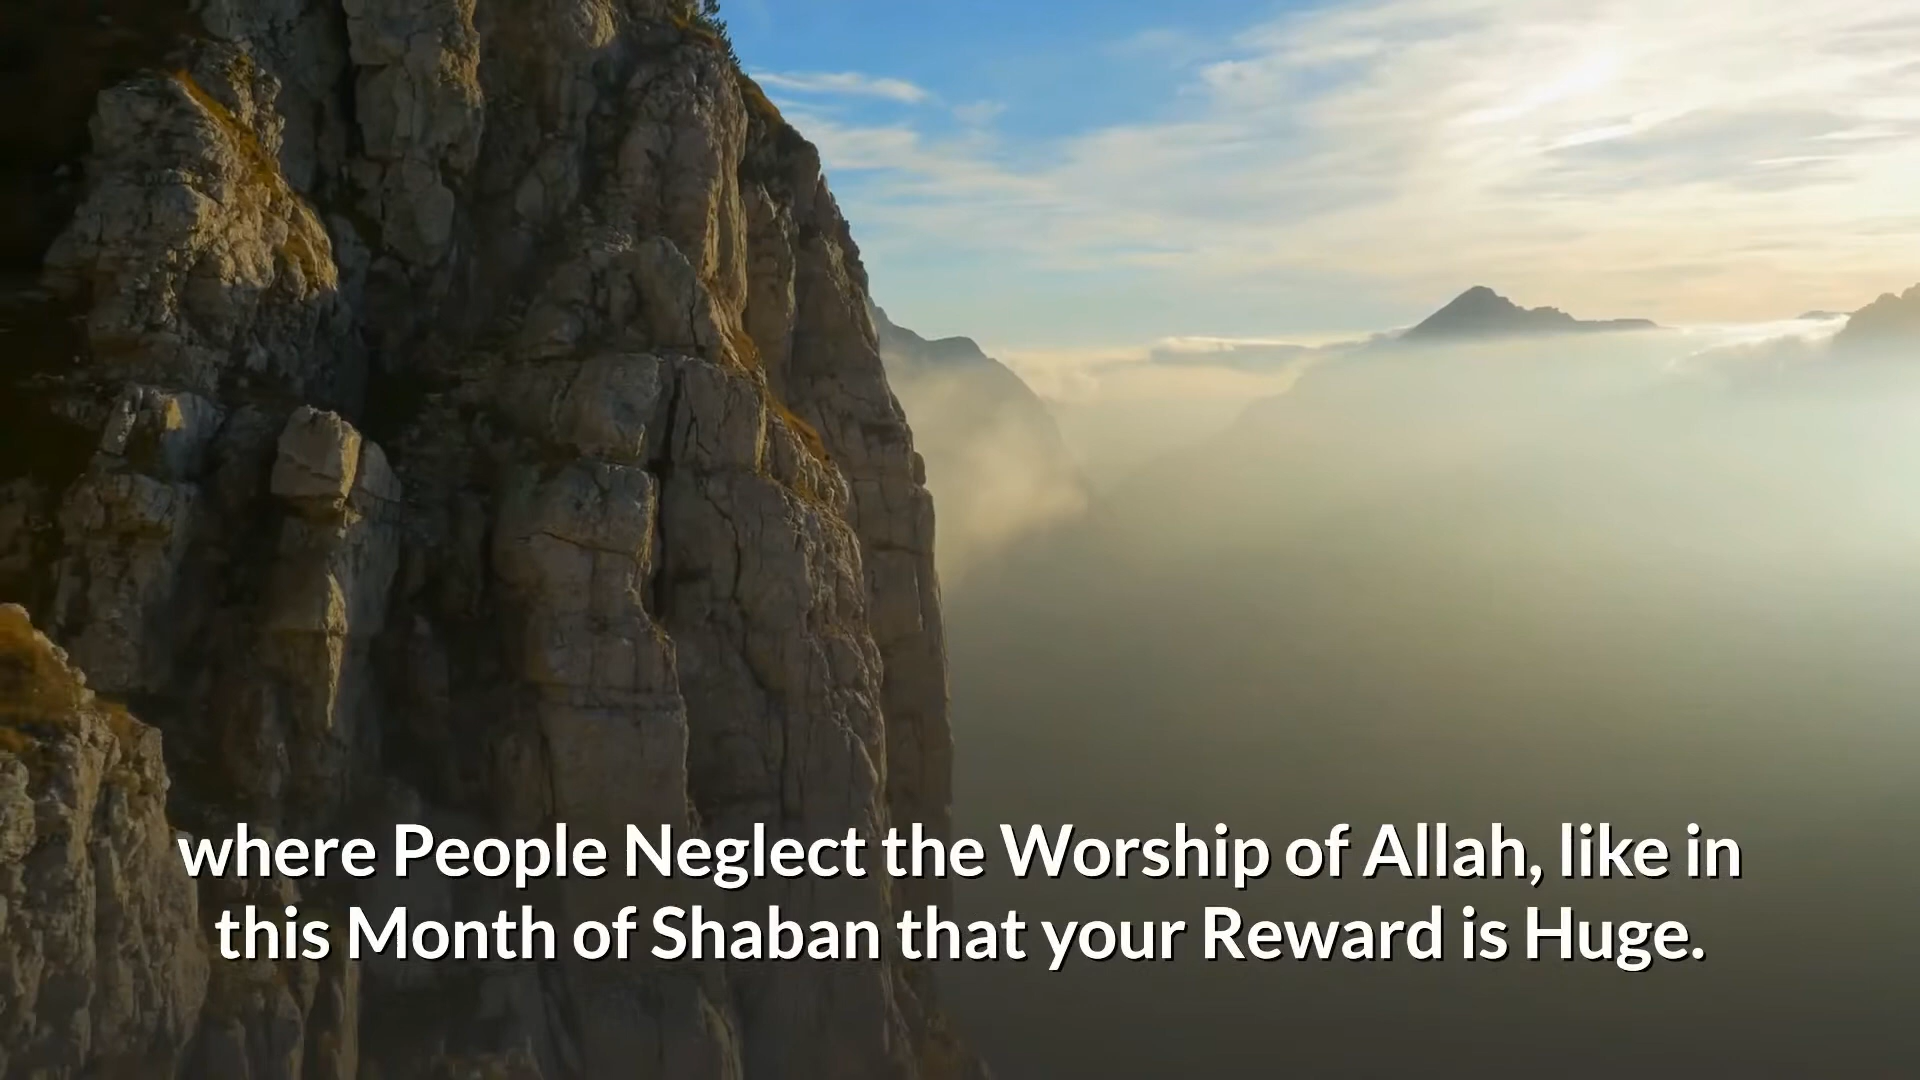 where People Neglect the Worship of Allah, like in
this Month of Shaban that your Reward is Huge.